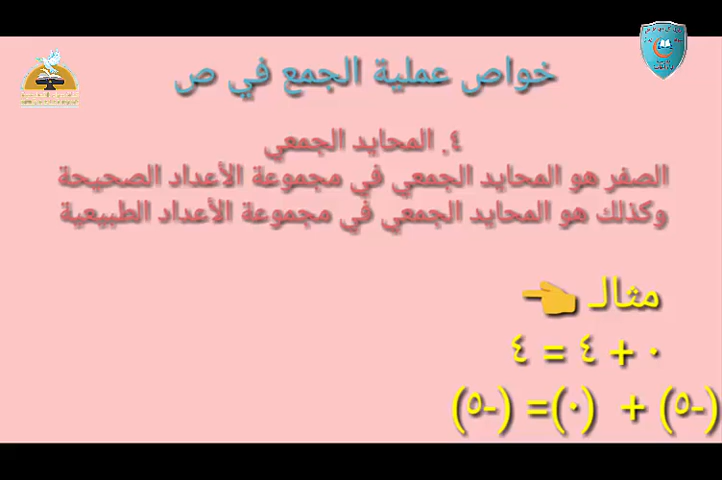 خواص عملية الجمع في ص
٤. المحايد الجمعي
الصفر هو المحايد الجمعي في مجموعة الأعداد الصحيحة
وكذلك هو المحايد الجمعي في مجموعة الأعداد الطبيعية
مثالـ
٠ + ٤ = ٤
(-٥) + (٠) = (-٥)